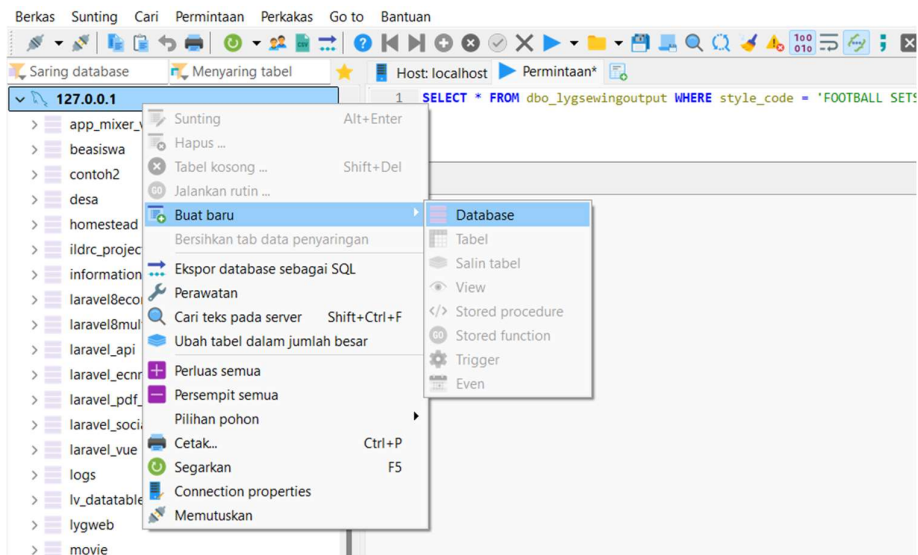 Berkas Sunting Cari Permintaan Perkakas Go to Bantuan
Saring database Menyaring tabel Host: localhost Permintaan*
127.0.0.1
1 SELECT * FROM dbo_lygsewingoutput WHERE style_code = 'FOOTBALL SETS
app_mixer_
beasiswa
contoh2
desa
homestead
ildrc_projec
information
laravel8eco
laravel8mul
laravel_api
laravel_ecnr
laravel_pdf_
laravel_soci
laravel_vue
logs
lv_datatable
lygweb
movie
Sunting Alt+Enter
Hapus ...
Tabel kosong ... Shift+Del
Jalankan rutin ...
Buat baru
Bersihkan tab data penyaringan
Ekspor database sebagai SQL
Perawatan
Cari teks pada server Shift+Ctrl+F
Ubah tabel dalam jumlah besar
Perluas semua
Persempit semua
Pilihan pohon
Cetak... Ctrl+P
Segarkan F5
Connection properties
Memutuskan
Database
Tabel
Salin tabel
View
Stored procedure
Stored function
Trigger
Even